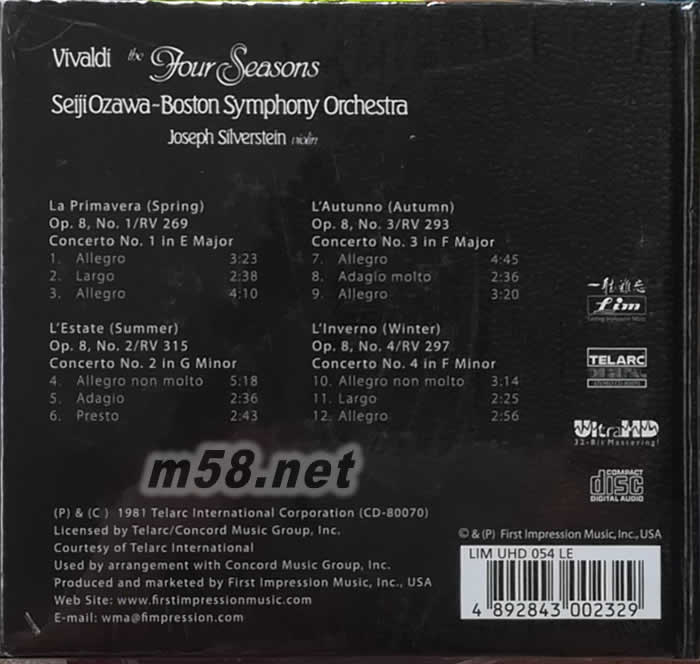 Vivaldi the Four Seasons
Seiji Ozawa-Boston Symphony Orchestra
Joseph Silverstein violin
La Primavera (Spring)
Op. 8, No. 1/RV 269
Concerto No. 1 in E Major
1. Allegro 3:23
2. Largo 2:38
3. Allegro 4:10
L'Estate (Summer)
Op. 8, No. 2/RV 315
Concerto No. 2 in G Minor
4. Allegro non molto 5:18
5. Adagio 2:36
6. Presto 2:43
L'Autunno (Autumn)
Op. 8, No. 3/RV 293
Concerto No. 3 in F Major
7. Allegro 4:45
8. Adagio molto 2:36
9. Allegro 3:20
L'Inverno (Winter)
Op. 8, No. 4/RV 297
Concerto No. 4 in F Minor
10. Allegro non molto 3:14
11. Largo 2:25
12. Allegro 2:56
一聽難忘
fim
TELARC
DIGITAL
UltraHD
32-Bit Mastering!
COMPACT
disc
DIGITAL AUDIO
m58.net
(P) & (C ) 1981 Telarc International Corporation (CD-80070)
Licensed by Telarc/Concord Music Group, Inc.
Courtesy of Telarc International
Used by arrangement with Concord Music Group, Inc.
Produced and marketed by First Impression Music, Inc., USA
Web Site: www.firstimpressionmusic.com
E-mail: wma@fimpression.com
© & (P) First Impression Music, Inc., USA
LIM UHD 054 LE
4 892843 002329